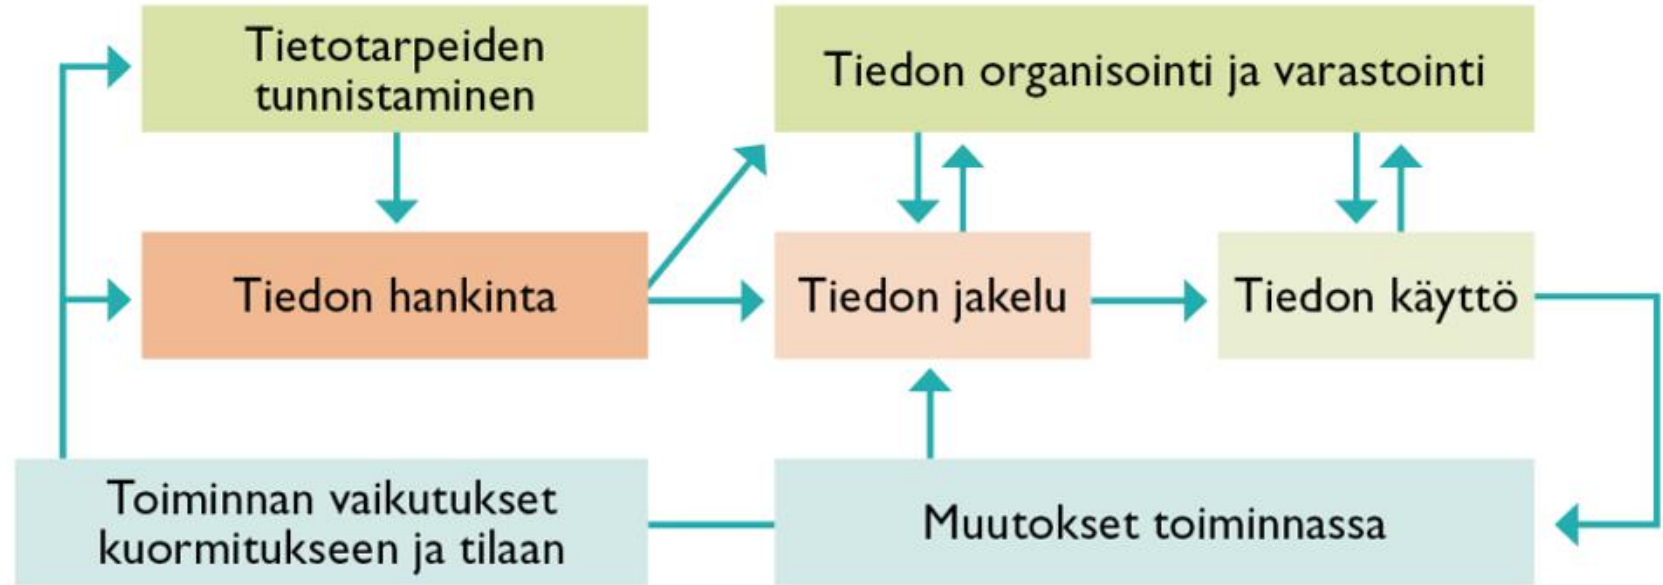 Tietotarpeiden
tunnistaminen
Tiedon organisointi ja varastointi
Tiedon hankinta
Tiedon jakelu
Tiedon käyttö
Toiminnan vaikutukset
kuormitukseen ja tilaan
Muutokset toiminnassa